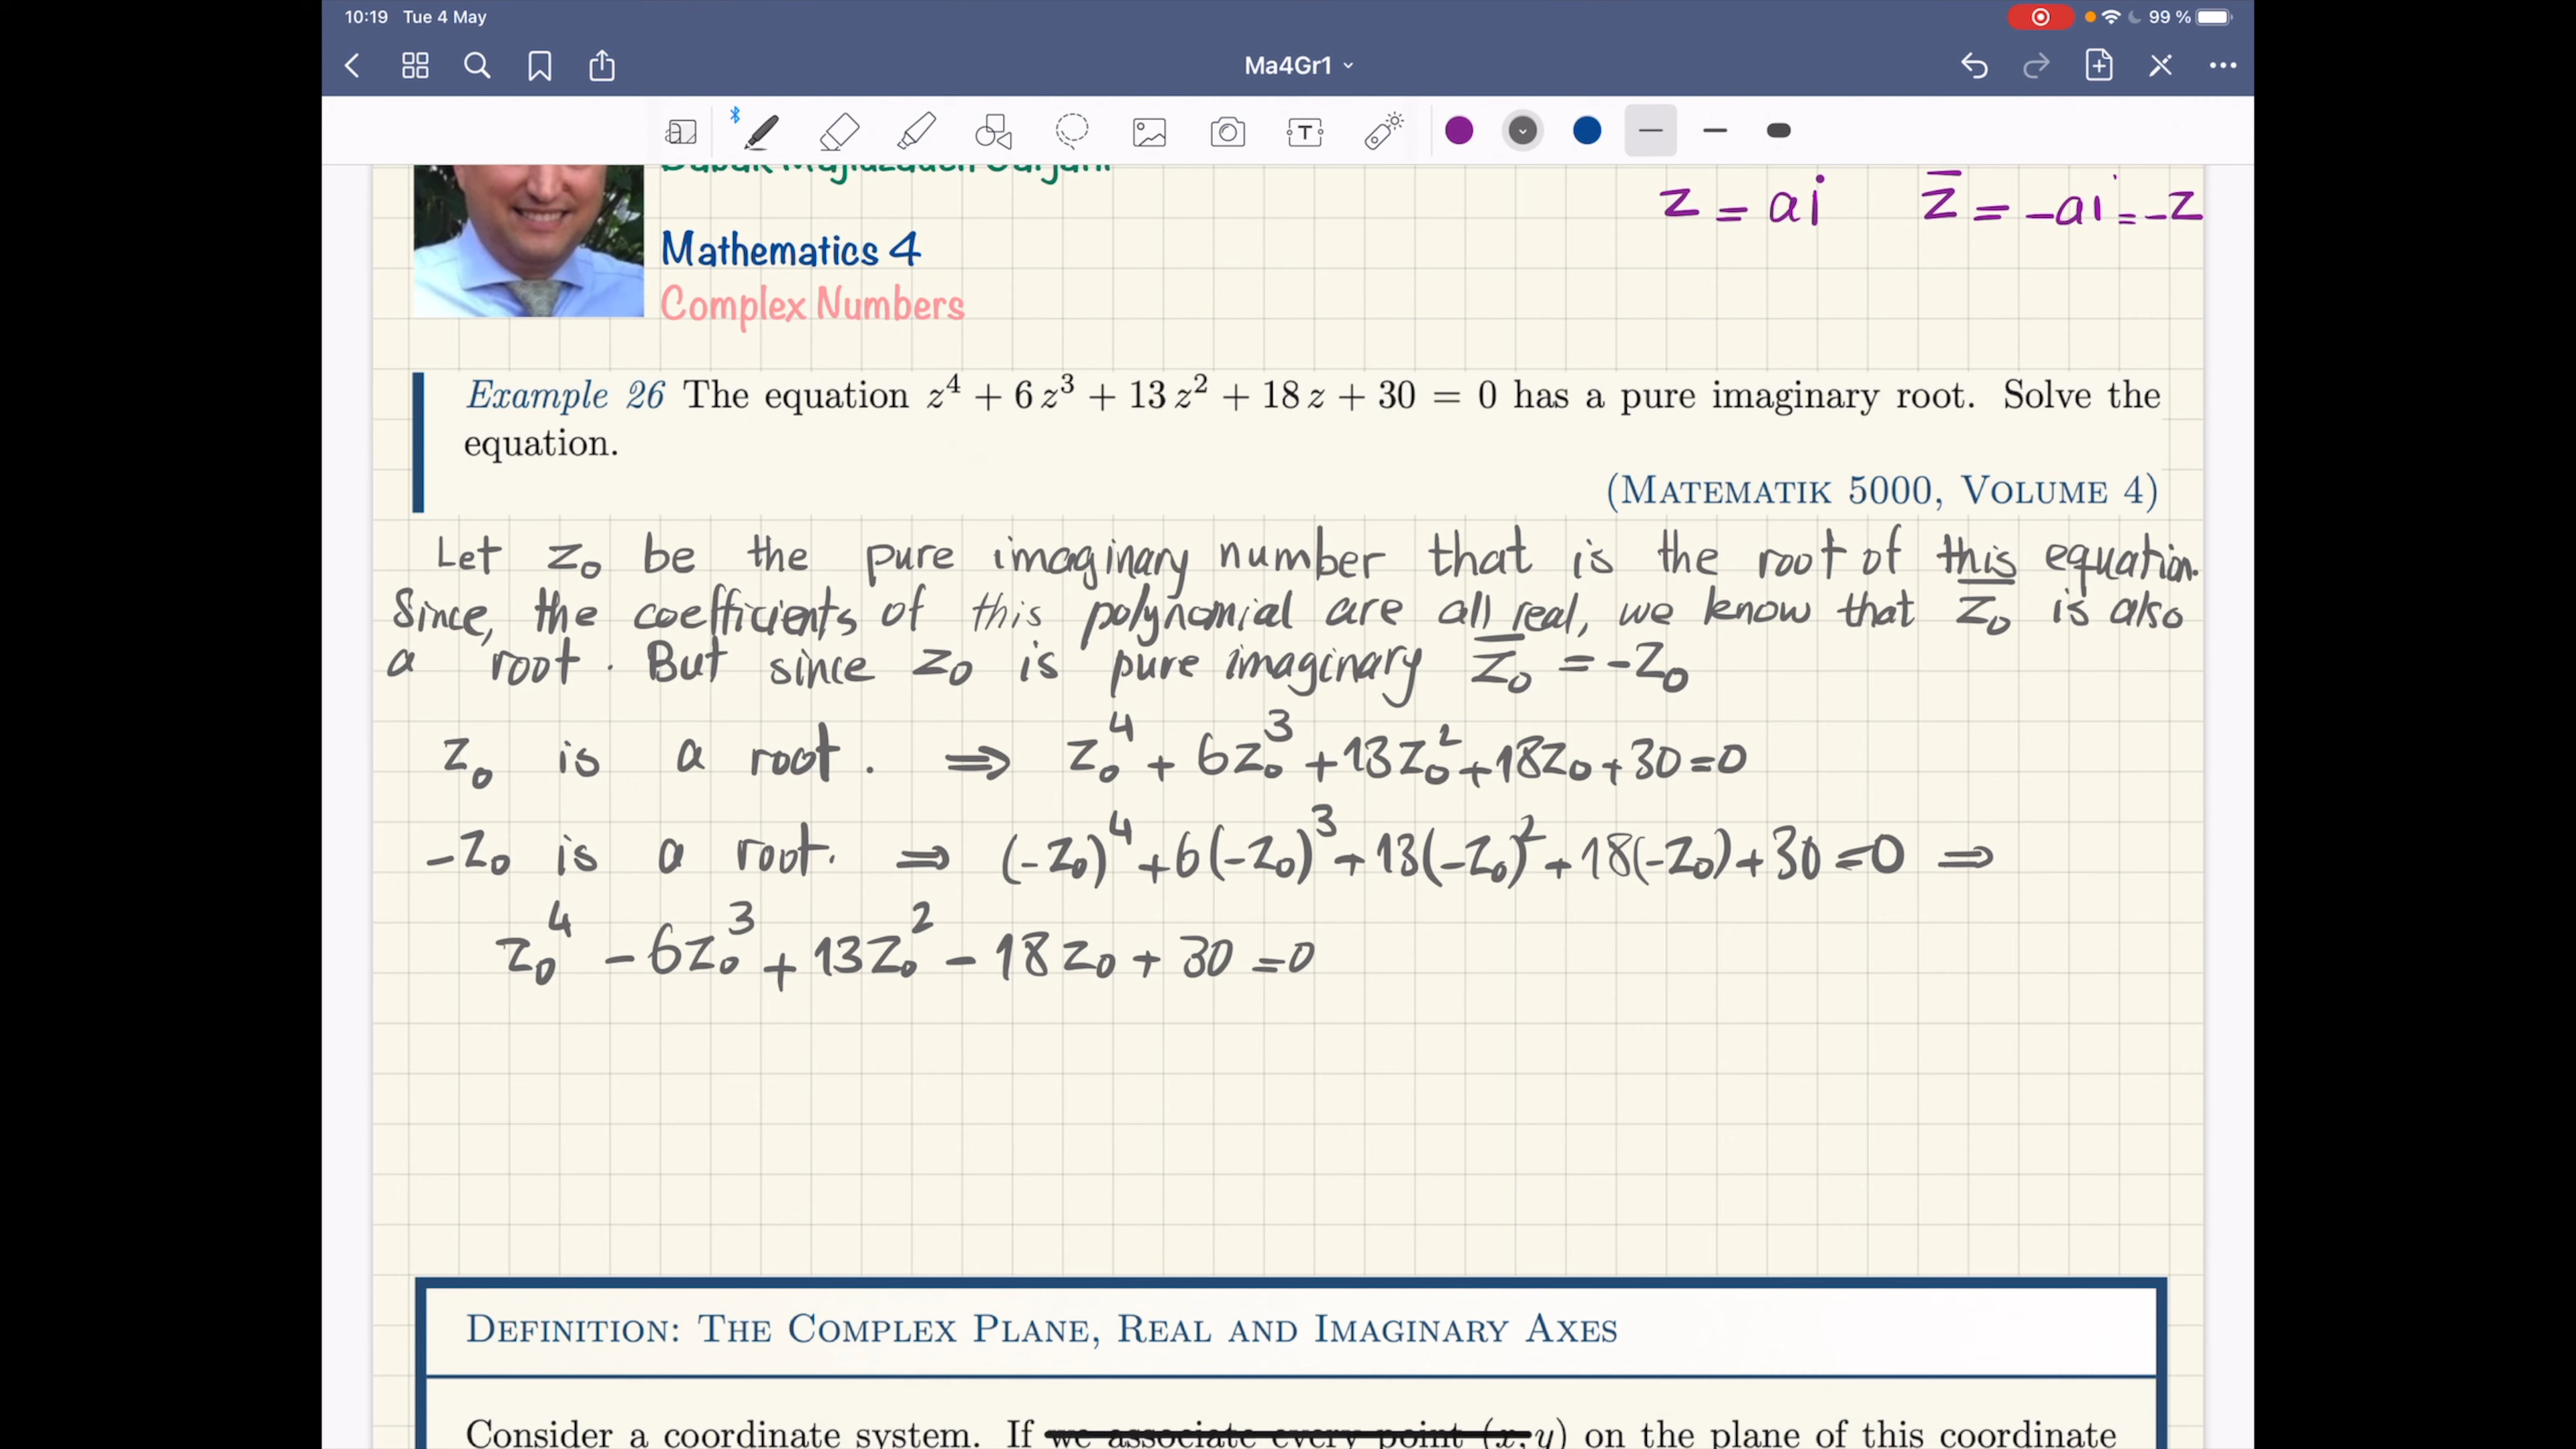 10:19 Tue 4 May
99 %
Ma4Gr1
z = ai z̅ = -ai = -z
Mathematics 4
Complex Numbers
Example 26 The equation z⁴ + 6 z³ + 13 z² + 18 z + 30 = 0 has a pure imaginary root. Solve the
equation.
(MATEMATIK 5000, VOLUME 4)
Let z₀ be the pure imaginary number that is the root of this equation.
Since, the coefficients of this polynomial are all real, we know that z̅₀ is also
a root. But since z₀ is pure imaginary z̅₀ = -z₀
z₀ is a root. ⇒ z₀⁴ + 6z₀³ + 13z₀² + 18z₀ + 30 = 0
-z₀ is a root. ⇒ (-z₀)⁴ + 6(-z₀)³ + 13(-z₀)² + 18(-z₀) + 30 = 0 ⇒
z₀⁴ - 6z₀³ + 13z₀² - 18z₀ + 30 = 0
DEFINITION: THE COMPLEX PLANE, REAL AND IMAGINARY AXES
Consider a coordinate system. If we associate every point (x, y) on the plane of this coordinate